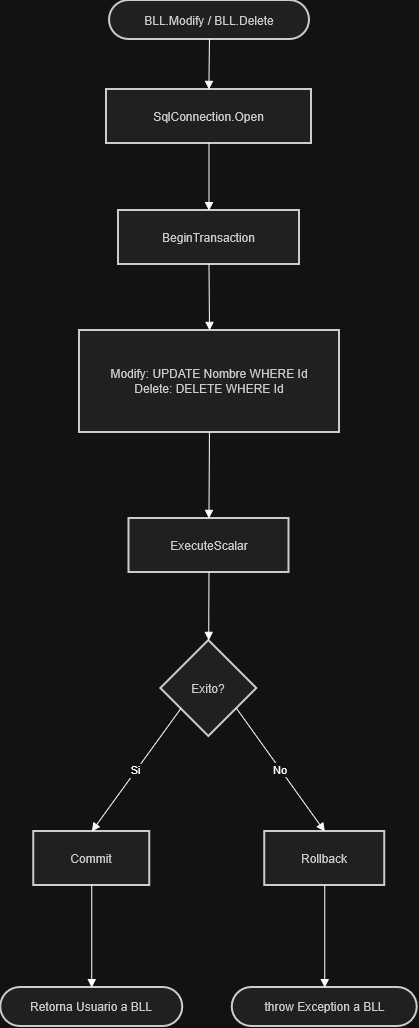 BLL.Modify / BLL.Delete
SqlConnection.Open
BeginTransaction
Modify: UPDATE Nombre WHERE Id
Delete: DELETE WHERE Id
ExecuteScalar
Exito?
Si
No
Commit
Rollback
Retorna Usuario a BLL
throw Exception a BLL